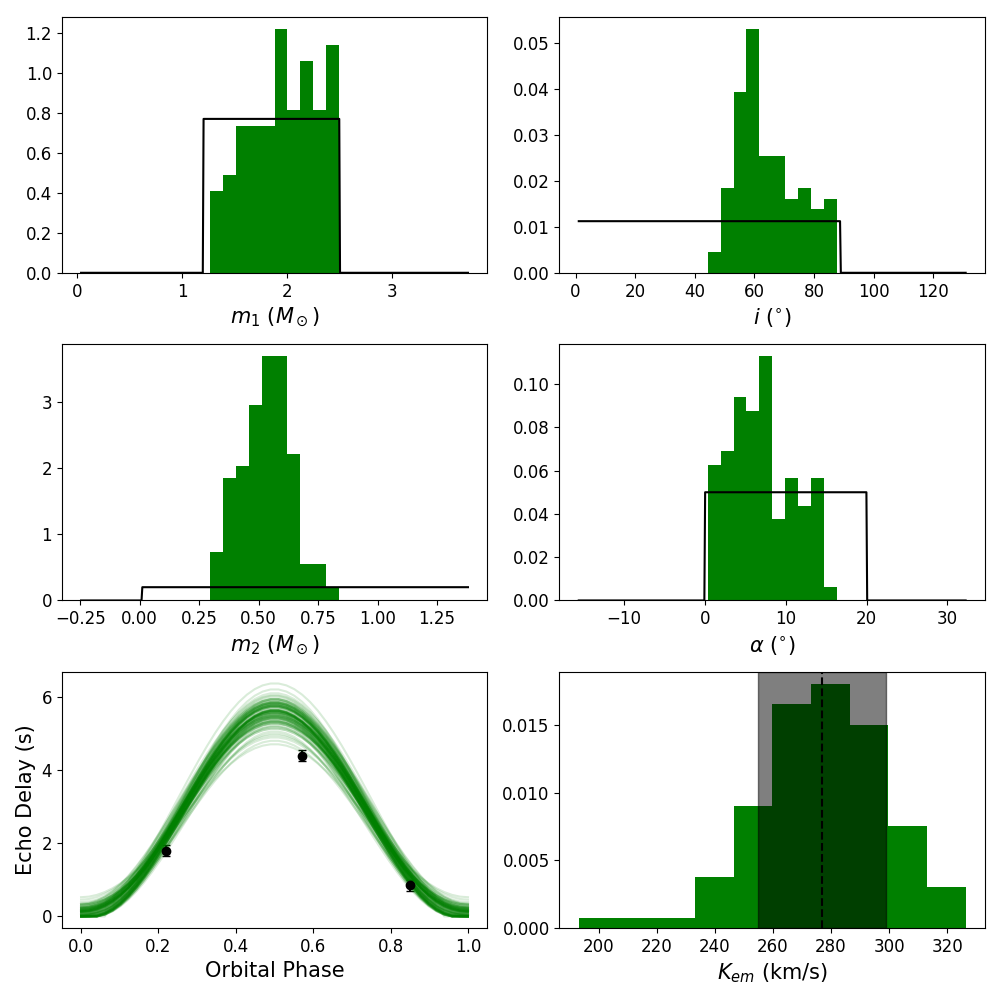 1.2
1.0
0.8
0.6
0.4
0.2
0.0
0 1 2 3
m₁ (M⊙)
0.05
0.04
0.03
0.02
0.01
0.00
0 20 40 60 80 100 120
i (°)
3
2
1
0
−0.25 0.00 0.25 0.50 0.75 1.00 1.25
m₂ (M⊙)
0.10
0.08
0.06
0.04
0.02
0.00
−10 0 10 20 30
α (°)
Echo Delay (s)
6
4
2
0
0.0 0.2 0.4 0.6 0.8 1.0
Orbital Phase
0.015
0.010
0.005
0.000
200 220 240 260 280 300 320
Kₑₘ (km/s)